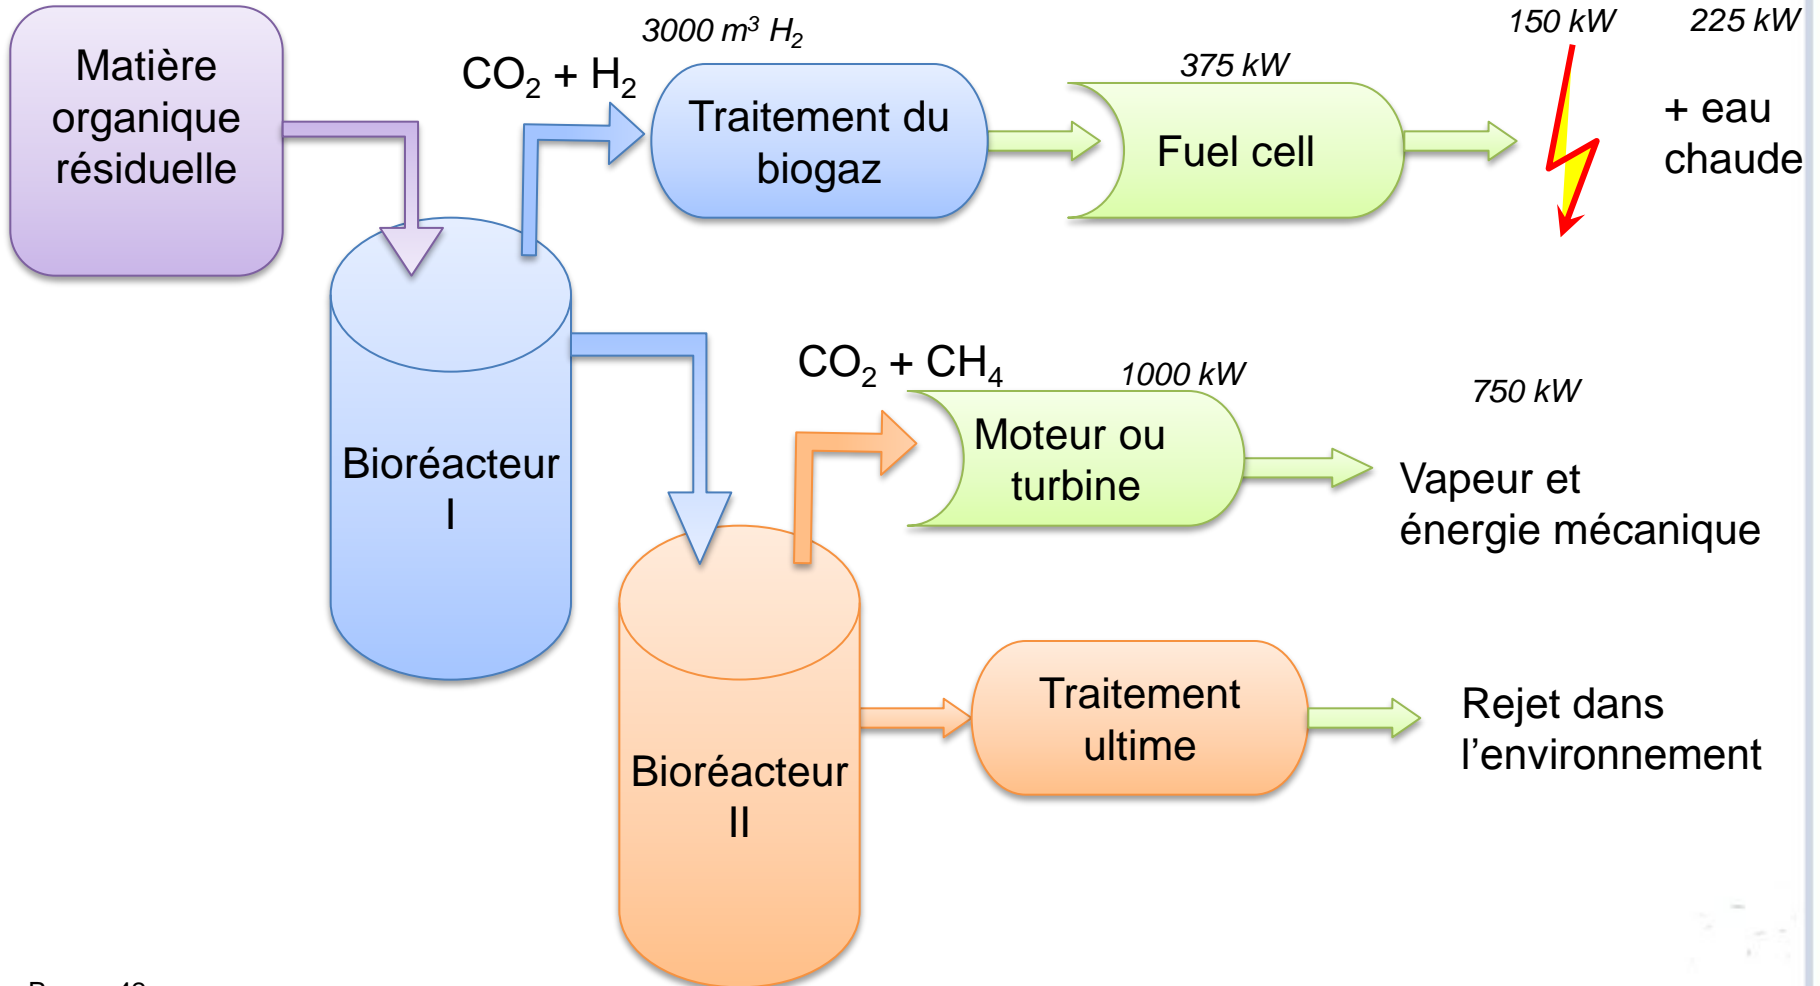 Matière
organique
résiduelle
CO₂ + H₂
3000 m³ H₂
Traitement du
biogaz
375 kW
Fuel cell
150 kW
225 kW
+ eau
chaude
Bioréacteur
I
CO₂ + CH₄
1000 kW
Moteur ou
turbine
750 kW
Vapeur et
énergie mécanique
Bioréacteur
II
Traitement
ultime
Rejet dans
l’environnement